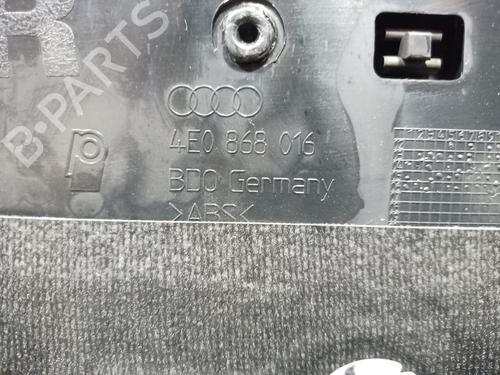 R
4E0 868 016
BDO Germany
>ABS<
B-PARTS